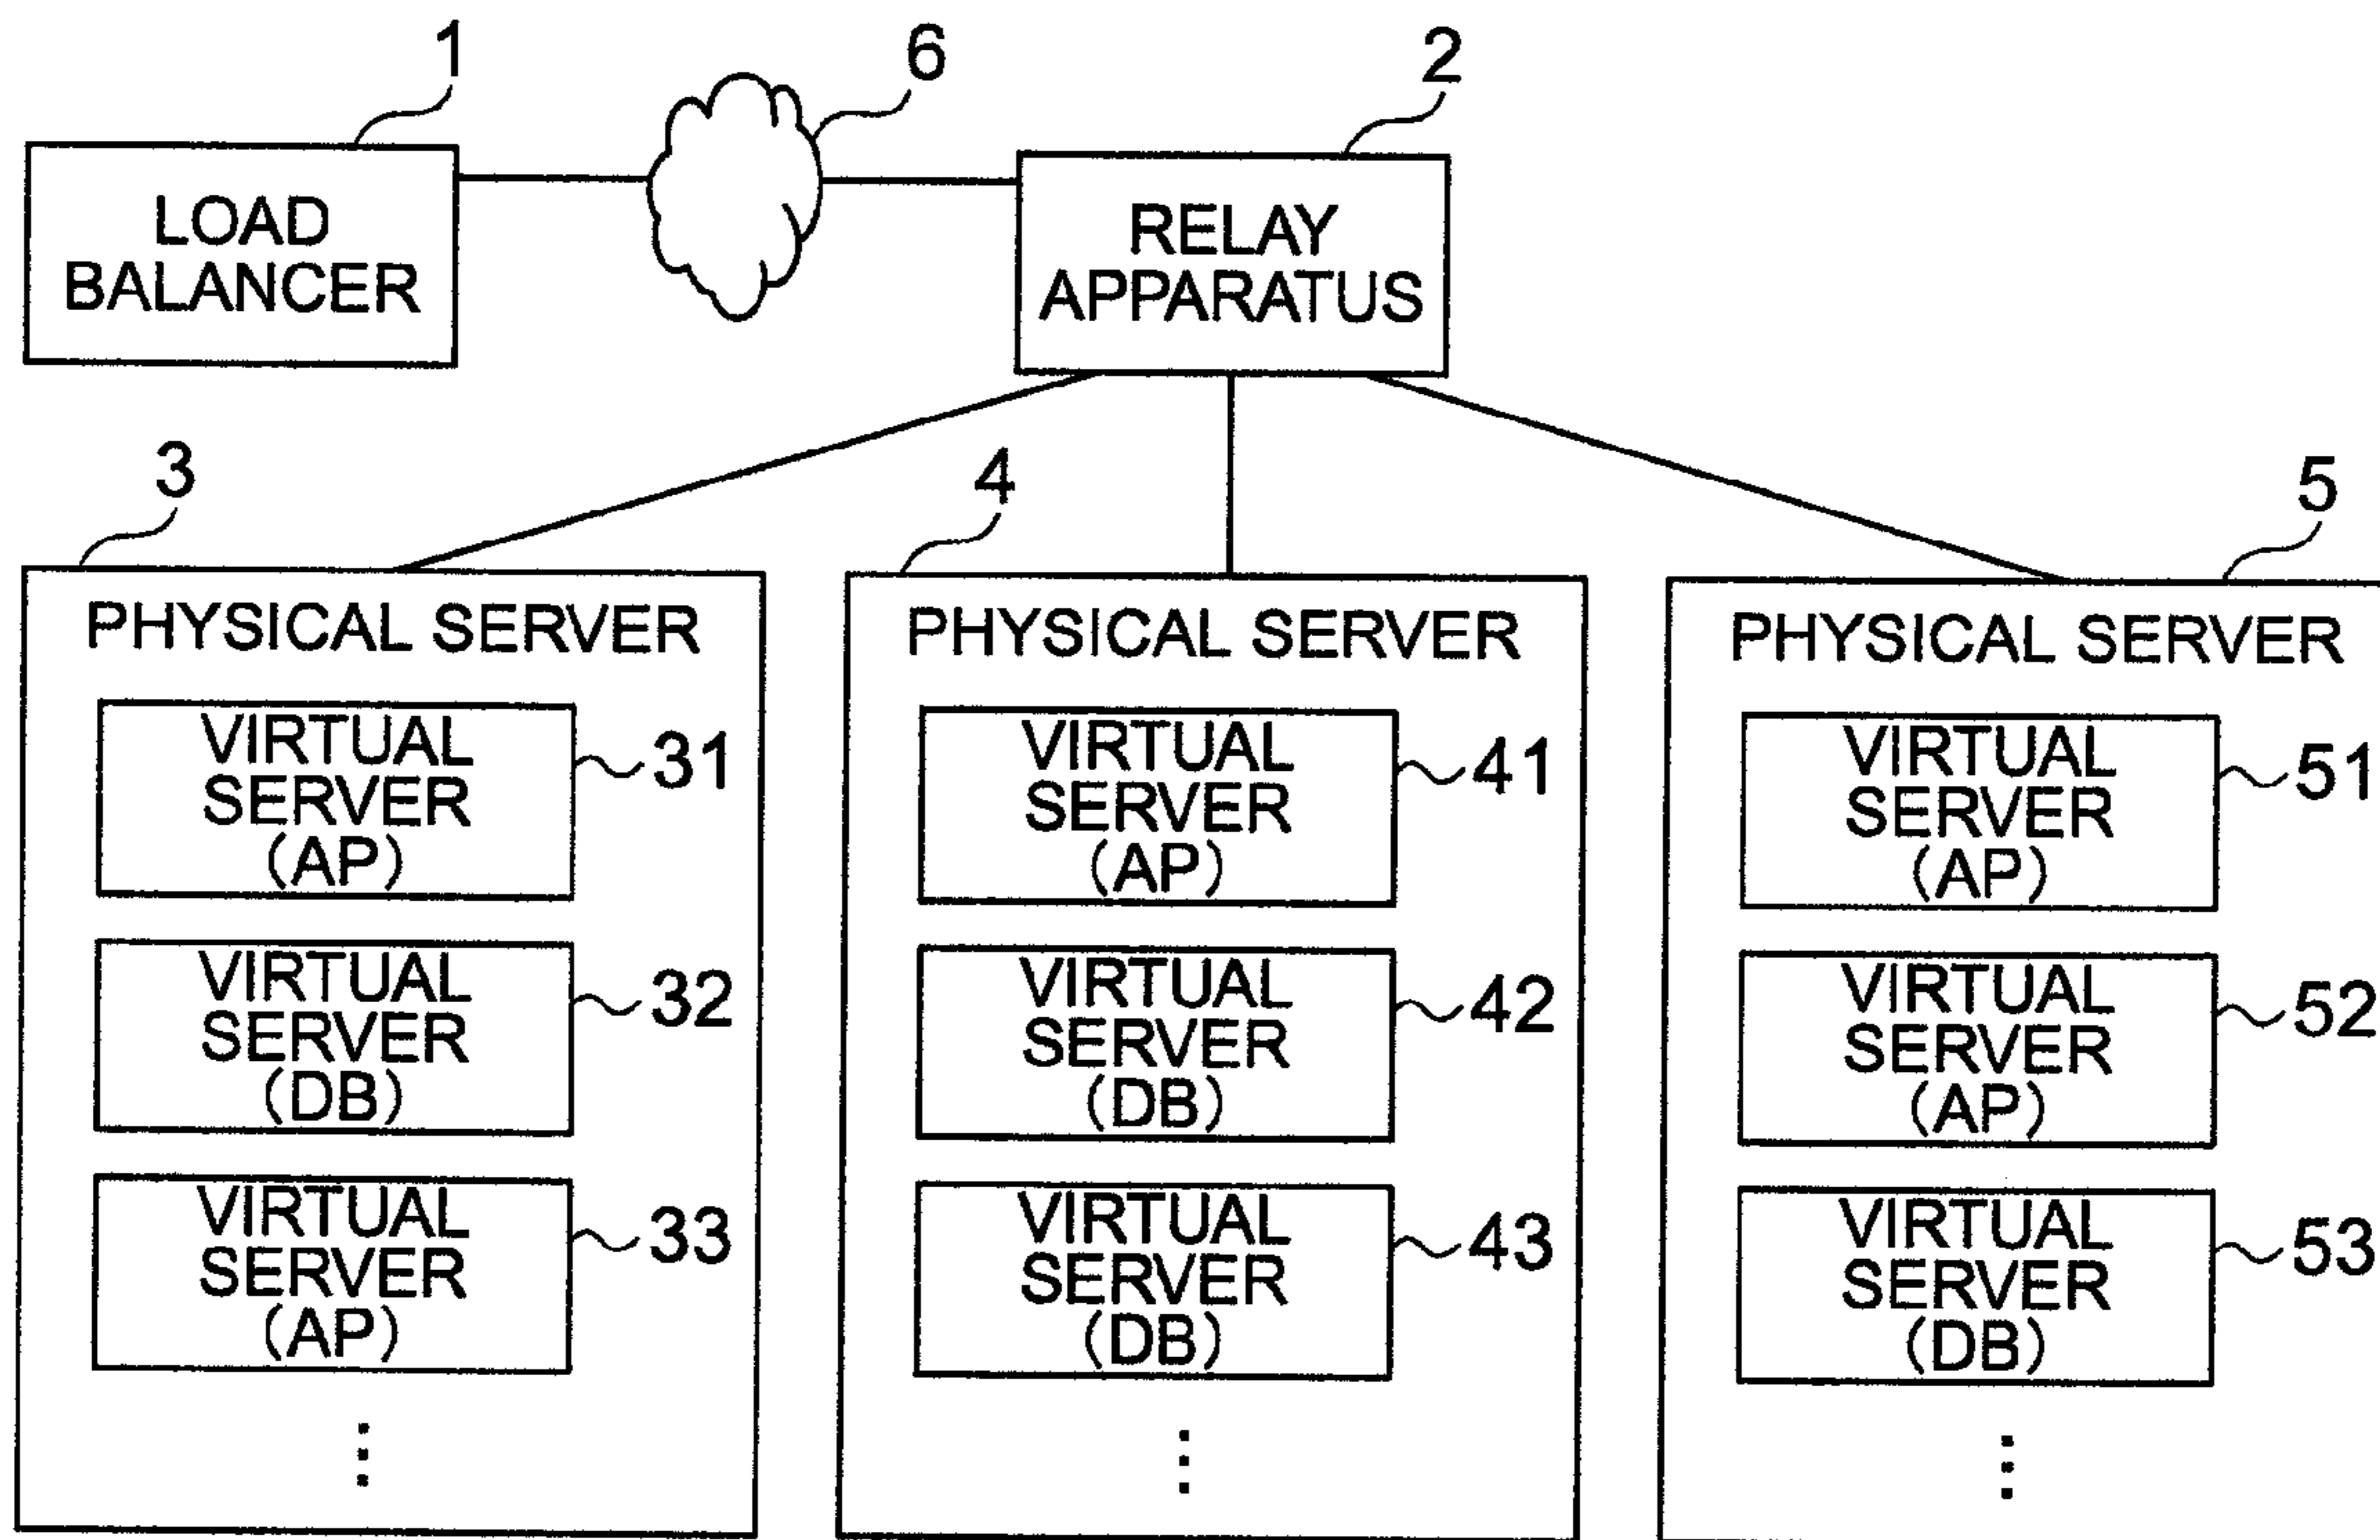 1
6
2
LOAD
BALANCER
RELAY
APPARATUS
3
4
5
PHYSICAL SERVER
VIRTUAL
SERVER
(AP)
31
VIRTUAL
SERVER
(DB)
32
VIRTUAL
SERVER
(AP)
33
PHYSICAL SERVER
VIRTUAL
SERVER
(AP)
41
VIRTUAL
SERVER
(DB)
42
VIRTUAL
SERVER
(DB)
43
PHYSICAL SERVER
VIRTUAL
SERVER
(AP)
51
VIRTUAL
SERVER
(AP)
52
VIRTUAL
SERVER
(DB)
53